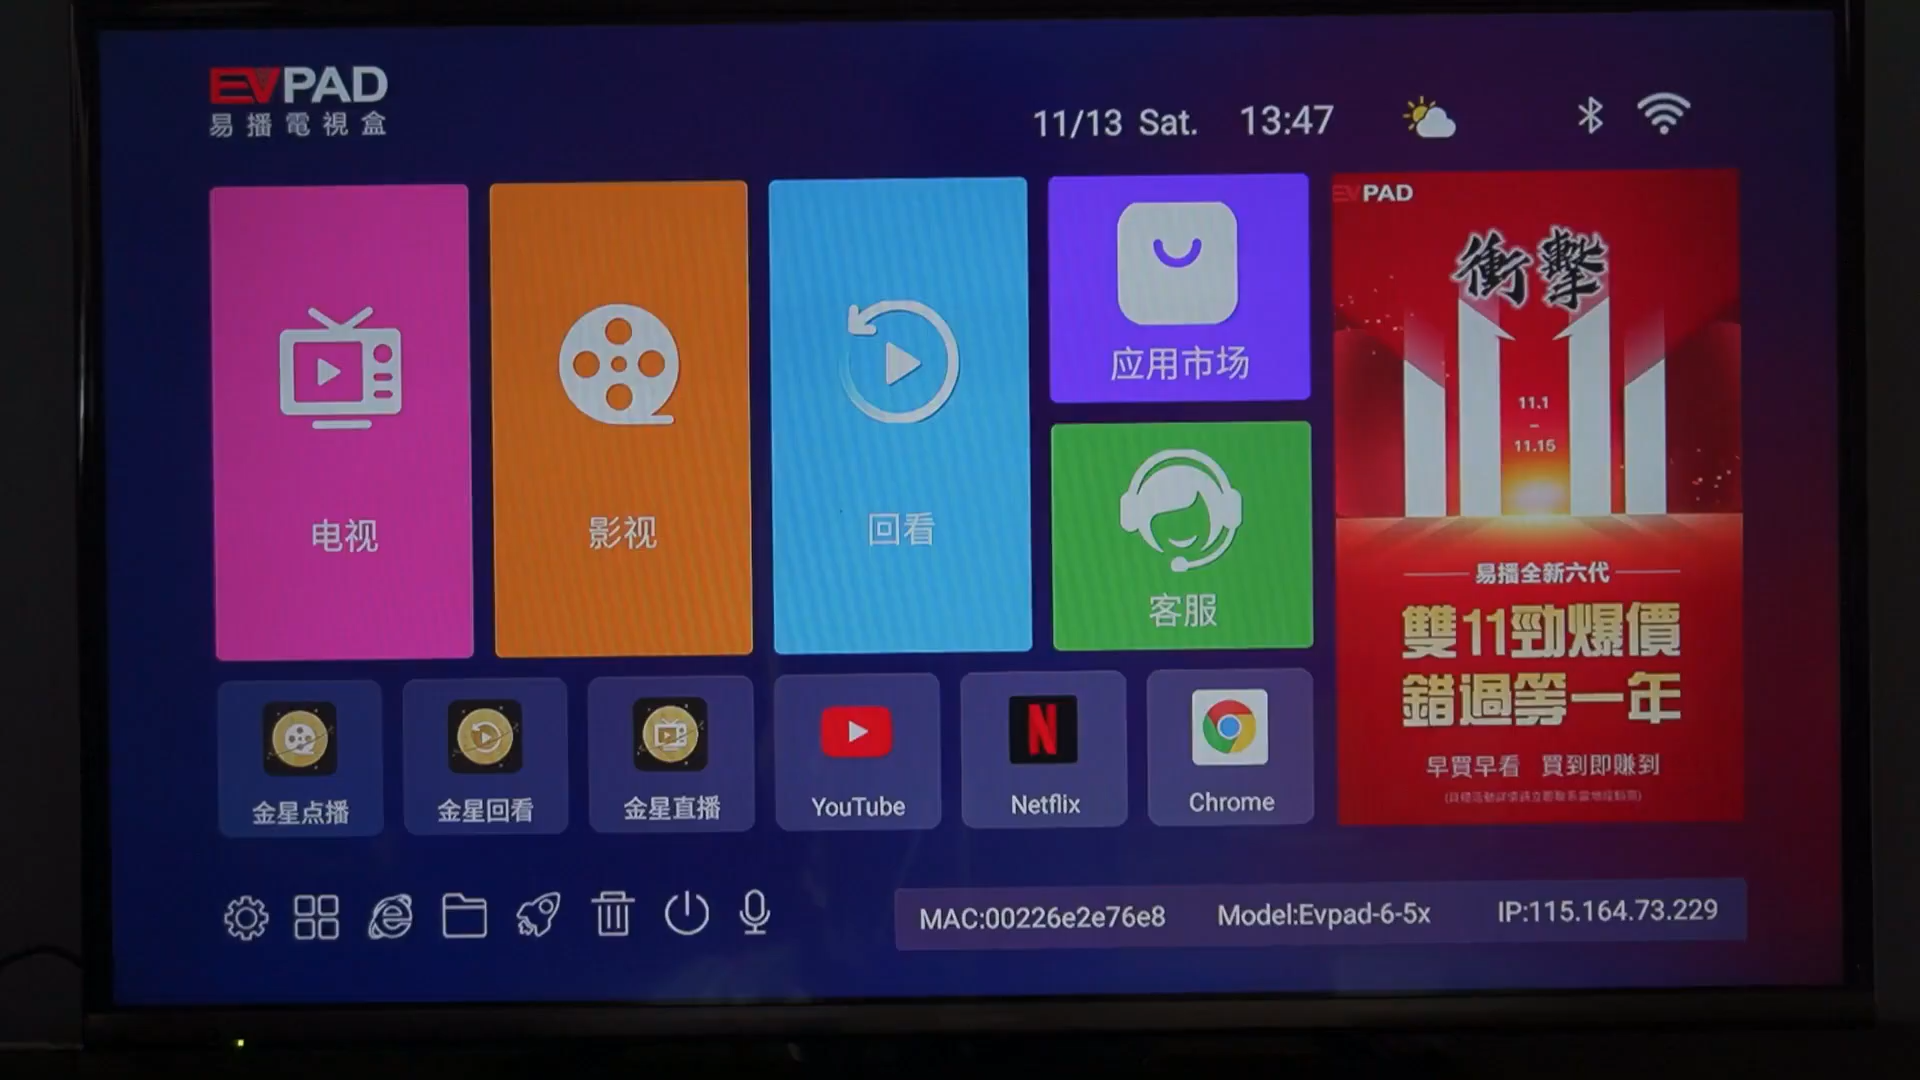 EVPAD
易播電視盒
11/13 Sat. 13:47
电视
影视
回看
应用市场
客服
EVPAD
衝擊
11.1
-
11.15
易播全新六代
雙11勁爆價
錯過等一年
早買早看 買到即賺到
金星点播
金星回看
金星直播
YouTube
Netflix
Chrome
MAC:00226e2e76e8 Model:Evpad-6-5x IP:115.164.73.229